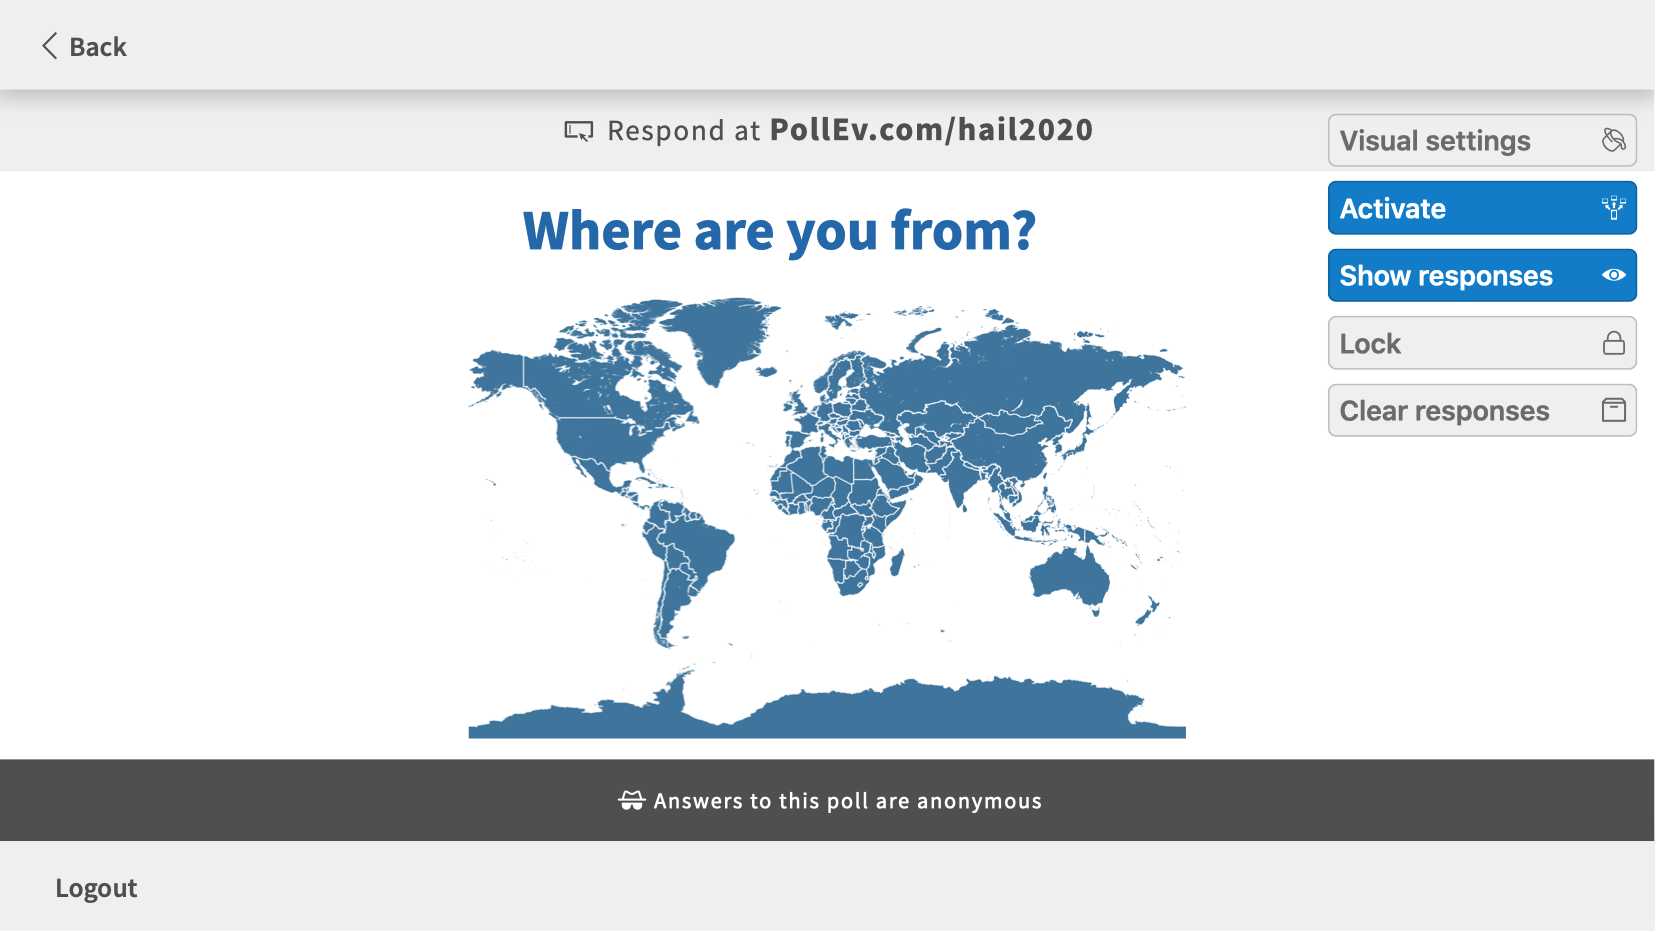 Back
Respond at PollEv.com/hail2020
Visual settings
Activate
Where are you from?
Show responses
Lock
Clear responses
Answers to this poll are anonymous
Logout